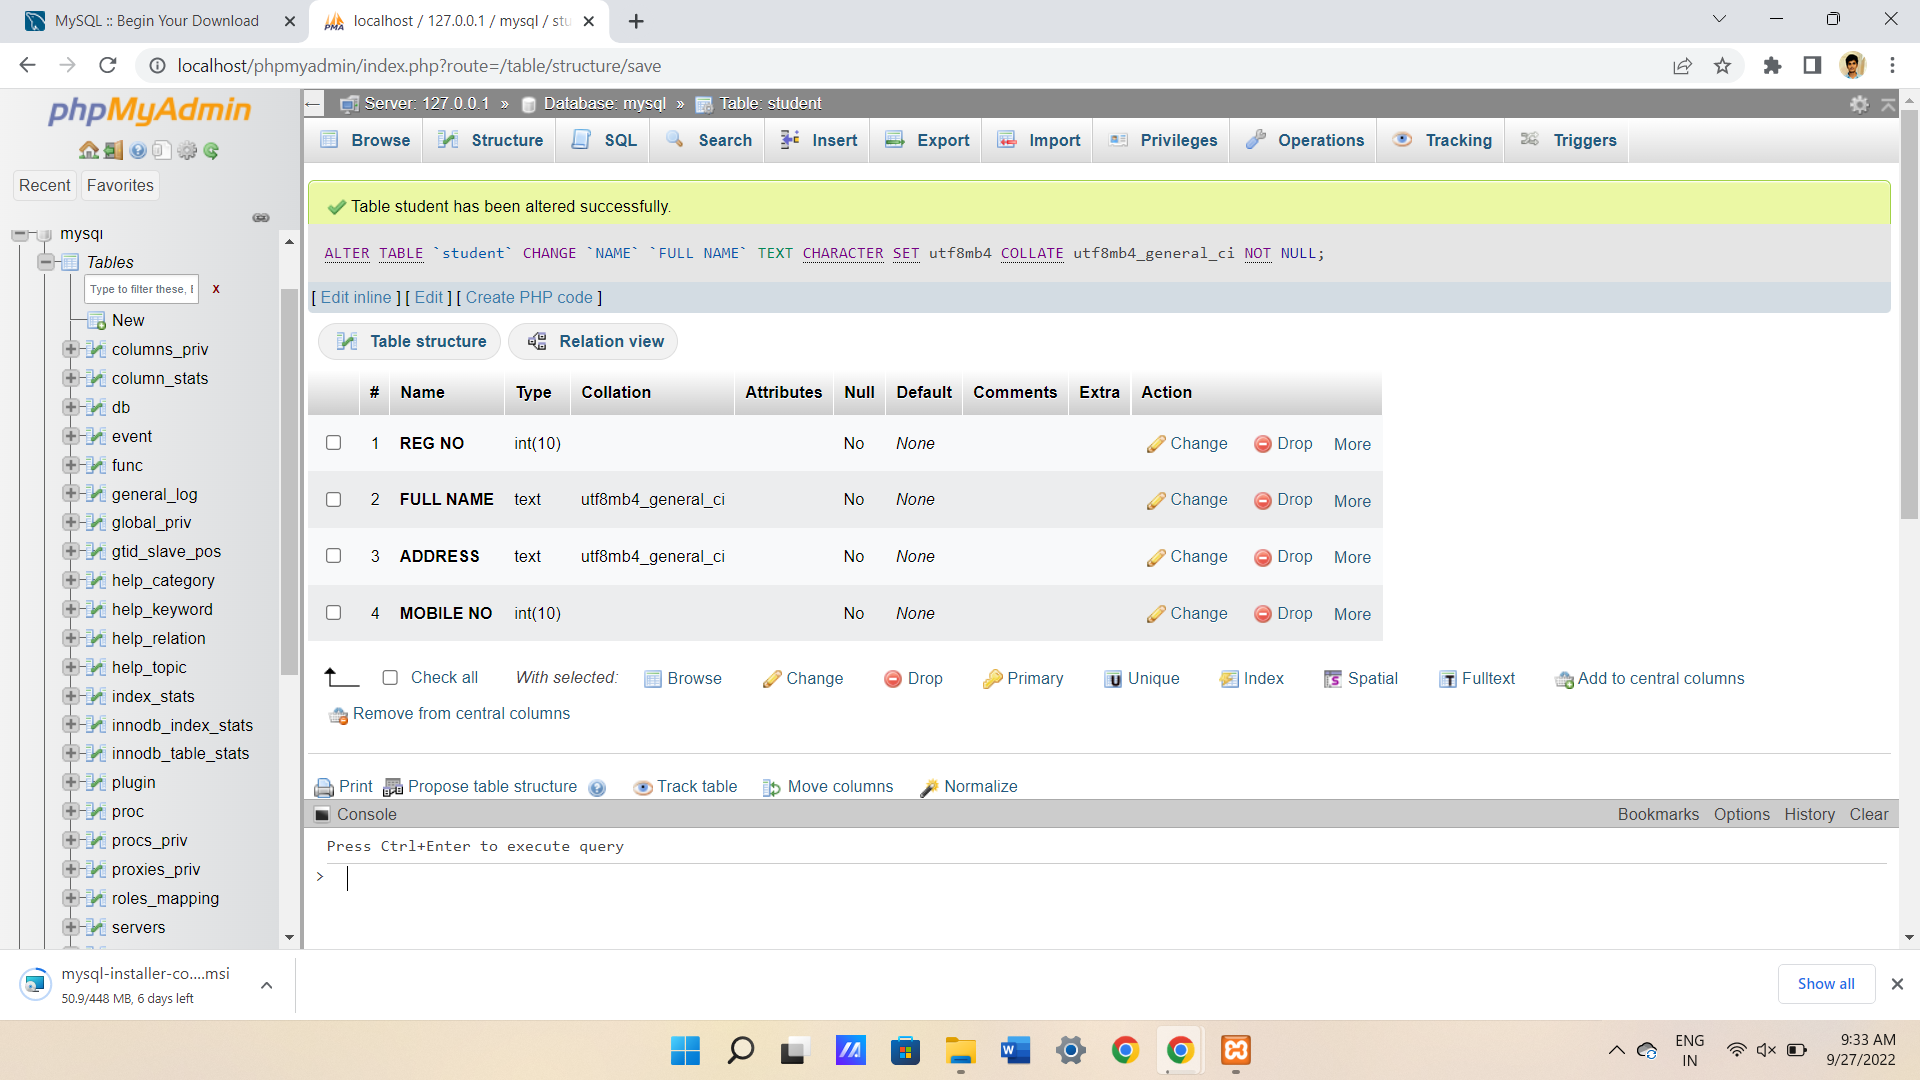 MySQL :: Begin Your Download
localhost / 127.0.0.1 / mysql / stu
localhost/phpmyadmin/index.php?route=/table/structure/save
phpMyAdmin
Recent
Favorites
mysql
Tables
Type to filter these,
x
New
columns_priv
column_stats
db
event
func
general_log
global_priv
gtid_slave_pos
help_category
help_keyword
help_relation
help_topic
index_stats
innodb_index_stats
innodb_table_stats
plugin
proc
procs_priv
proxies_priv
roles_mapping
servers
Server: 127.0.0.1 » Database: mysql » Table: student
Browse Structure SQL Search Insert Export Import Privileges Operations Tracking Triggers
Table student has been altered successfully.
ALTER TABLE `student` CHANGE `NAME` `FULL NAME` TEXT CHARACTER SET utf8mb4 COLLATE utf8mb4_general_ci NOT NULL;
[ Edit inline ] [ Edit ] [ Create PHP code ]
Table structure Relation view
# Name Type Collation Attributes Null Default Comments Extra Action
1 REG NO int(10) No None Change Drop More
2 FULL NAME text utf8mb4_general_ci No None Change Drop More
3 ADDRESS text utf8mb4_general_ci No None Change Drop More
4 MOBILE NO int(10) No None Change Drop More
Check all With selected: Browse Change Drop Primary Unique Index Spatial Fulltext Add to central columns
Remove from central columns
Print Propose table structure Track table Move columns Normalize
Console Bookmarks Options History Clear
Press Ctrl+Enter to execute query
>
mysql-installer-co....msi
50.9/448 MB, 6 days left
Show all
ENG
IN
9:33 AM
9/27/2022